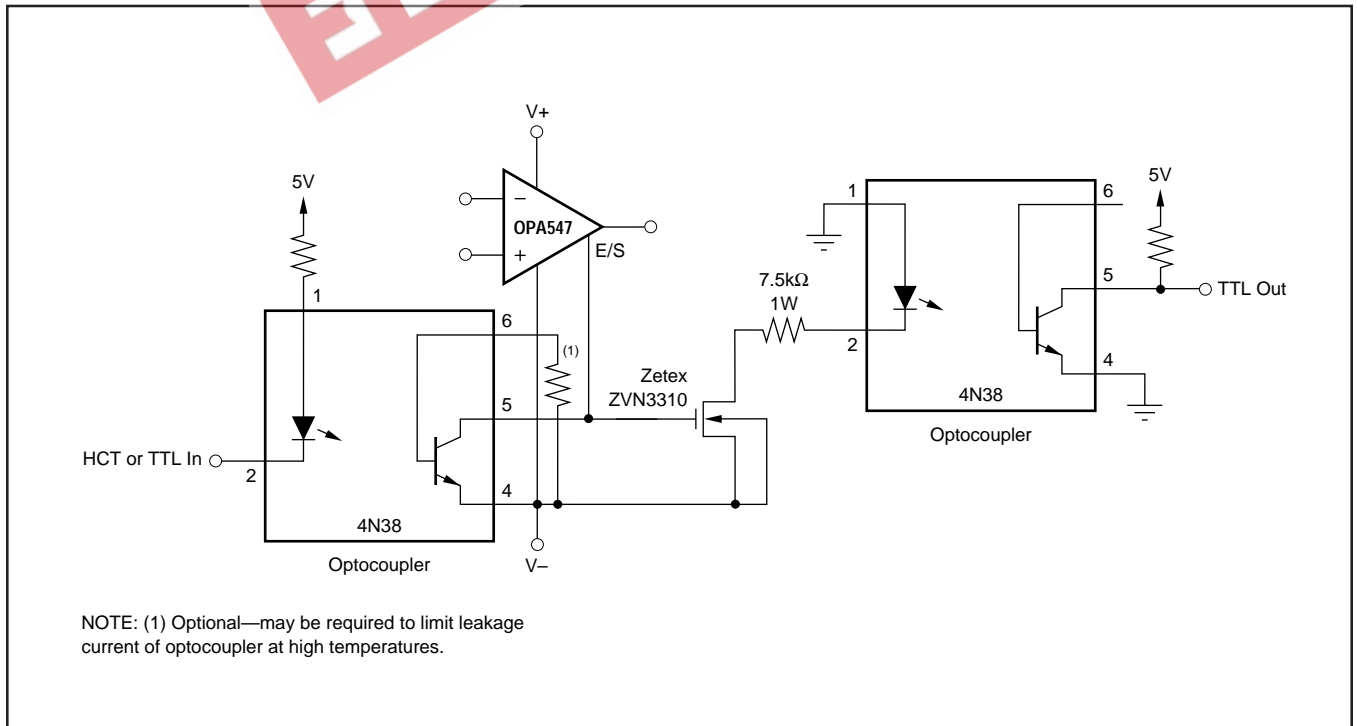 V+
5V
−
OPA547
+
E/S
1
6
(1)
5
4
2
HCT or TTL In
4N38
Optocoupler
V–
Zetex
ZVN3310
7.5kΩ
1W
1
2
6
5V
5
TTL Out
4
4N38
Optocoupler
NOTE: (1) Optional—may be required to limit leakage
current of optocoupler at high temperatures.